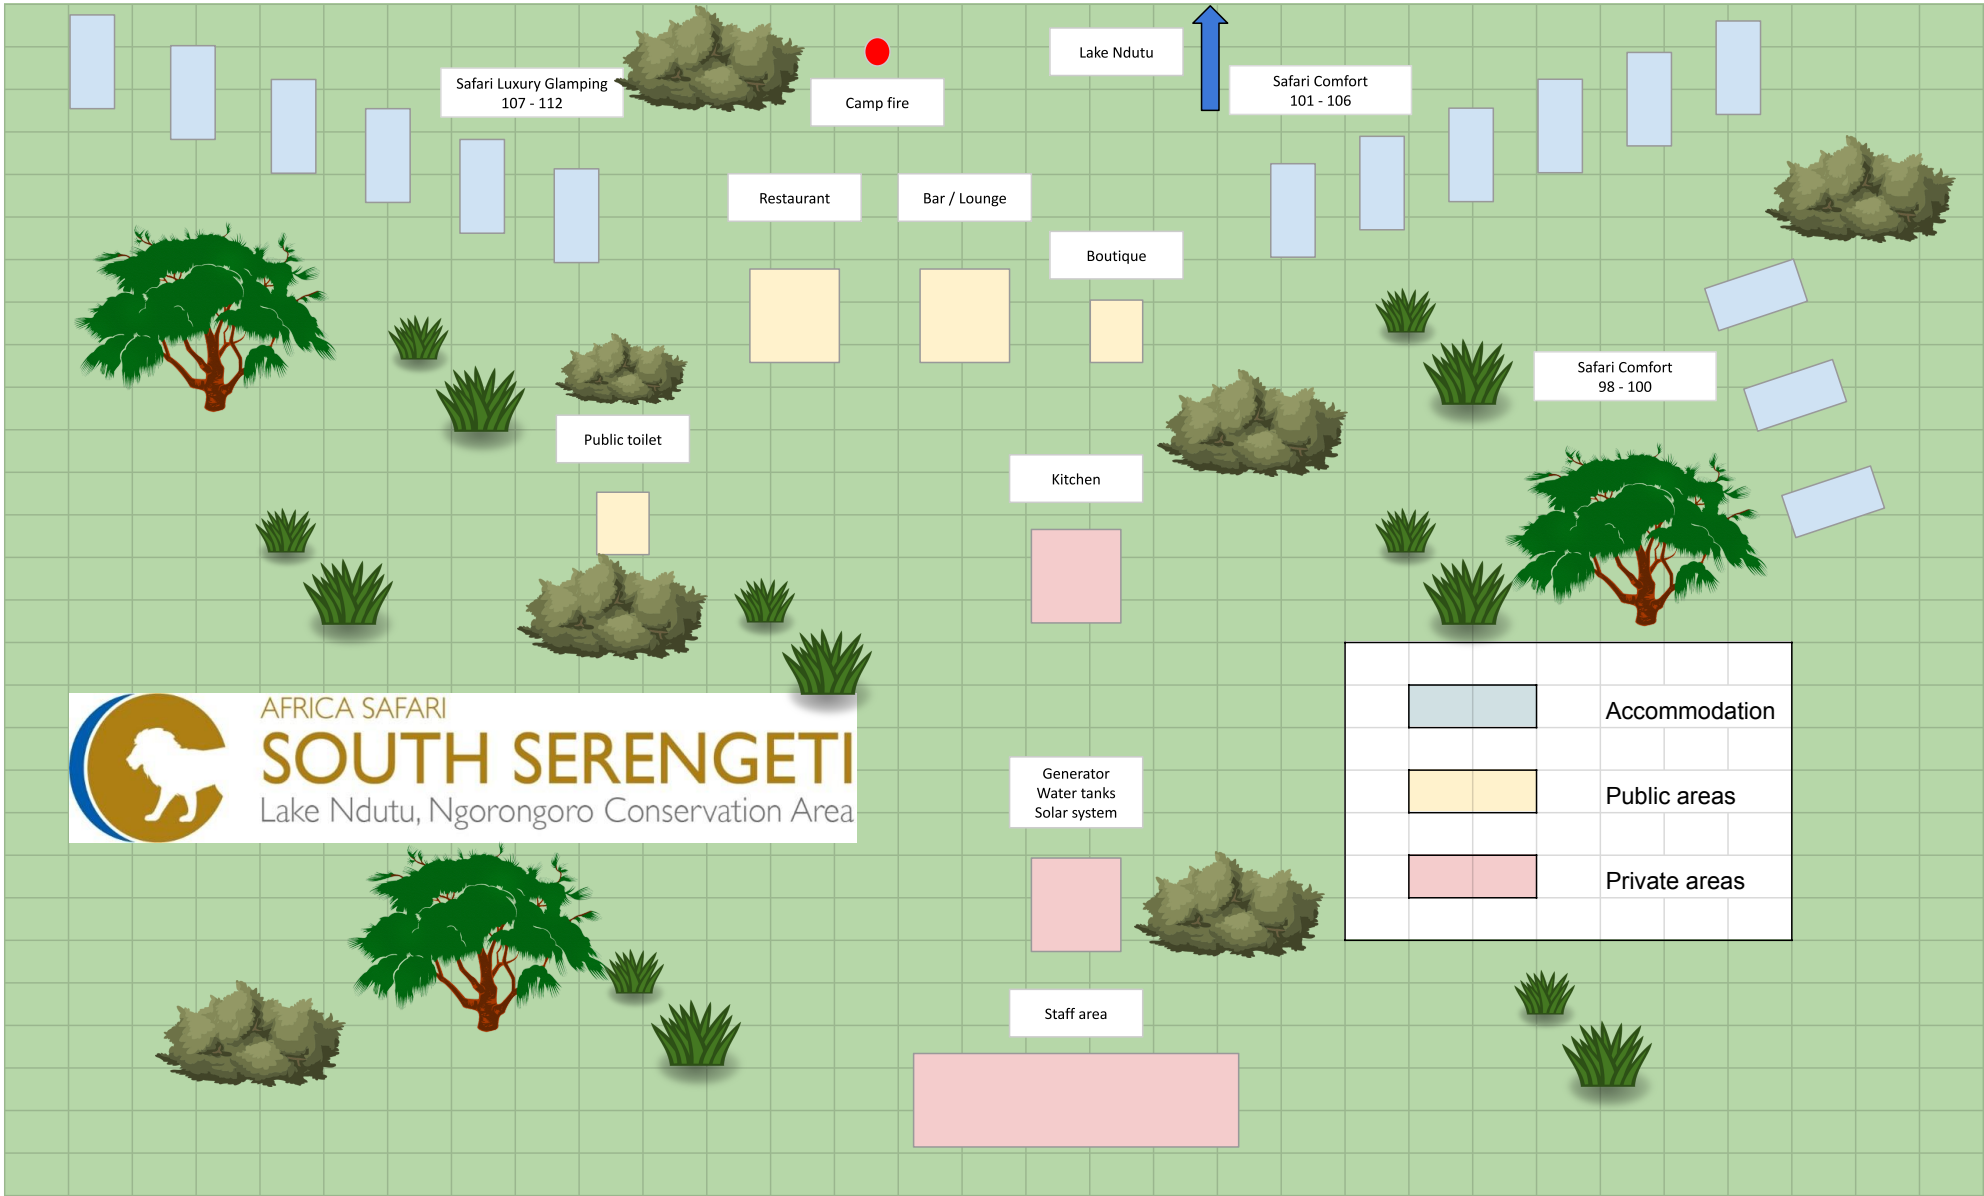 Lake Ndutu
Safari Luxury Glamping
107 - 112
Camp fire
Safari Comfort
101 - 106
Restaurant
Bar / Lounge
Boutique
Safari Comfort
98 - 100
Public toilet
Kitchen
AFRICA SAFARI
SOUTH SERENGETI
Lake Ndutu, Ngorongoro Conservation Area
Accommodation
Public areas
Private areas
Generator
Water tanks
Solar system
Staff area